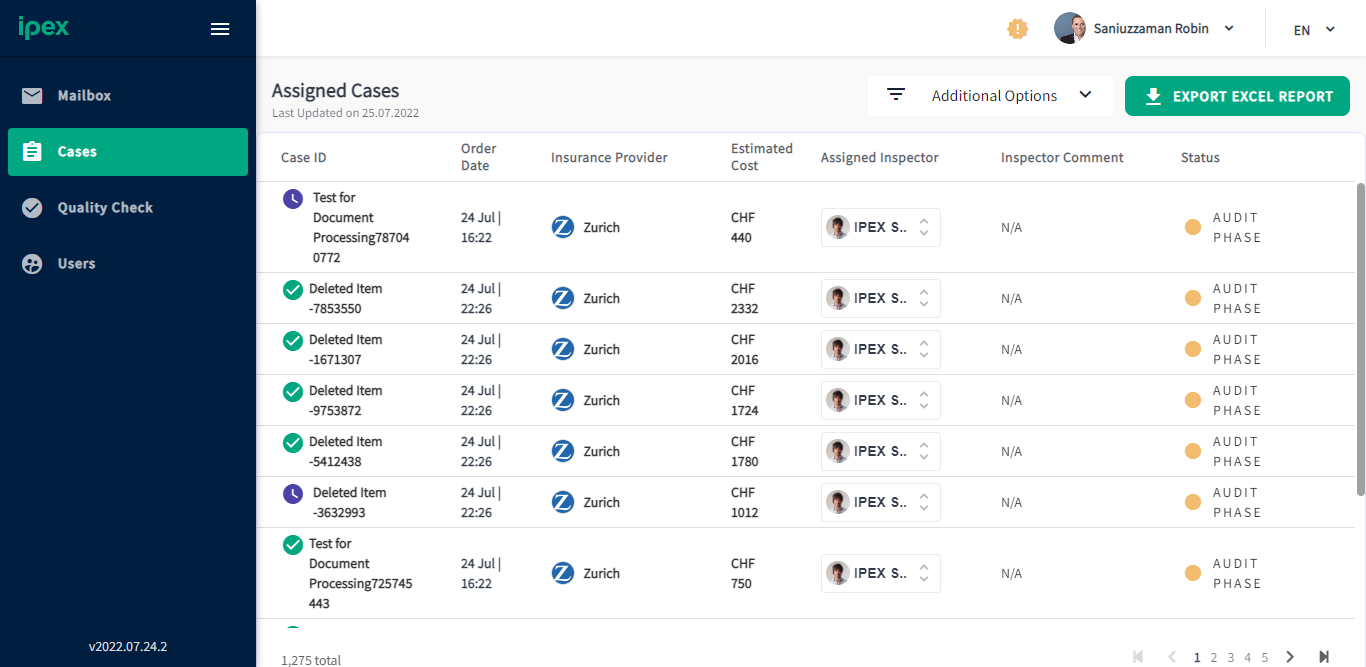 ipex
Saniuzzaman Robin
EN
Mailbox
Cases
Quality Check
Users
v2022.07.24.2
Assigned Cases
Last Updated on 25.07.2022
Additional Options
EXPORT EXCEL REPORT
Case ID
Order
Date
Insurance Provider
Estimated
Cost
Assigned Inspector
Inspector Comment
Status
Test for
Document
Processing78704
0772
24 Jul |
16:22
Zurich
CHF
440
IPEX S..
N/A
AUDIT
PHASE
Deleted Item
-7853550
24 Jul |
22:26
Zurich
CHF
2332
IPEX S..
N/A
AUDIT
PHASE
Deleted Item
-1671307
24 Jul |
22:26
Zurich
CHF
2016
IPEX S..
N/A
AUDIT
PHASE
Deleted Item
-9753872
24 Jul |
22:26
Zurich
CHF
1724
IPEX S..
N/A
AUDIT
PHASE
Deleted Item
-5412438
24 Jul |
22:26
Zurich
CHF
1780
IPEX S..
N/A
AUDIT
PHASE
Deleted Item
-3632993
24 Jul |
22:26
Zurich
CHF
1012
IPEX S..
N/A
AUDIT
PHASE
Test for
Document
Processing725745
443
24 Jul |
16:22
Zurich
CHF
750
IPEX S..
N/A
AUDIT
PHASE
1,275 total
1 2 3 4 5